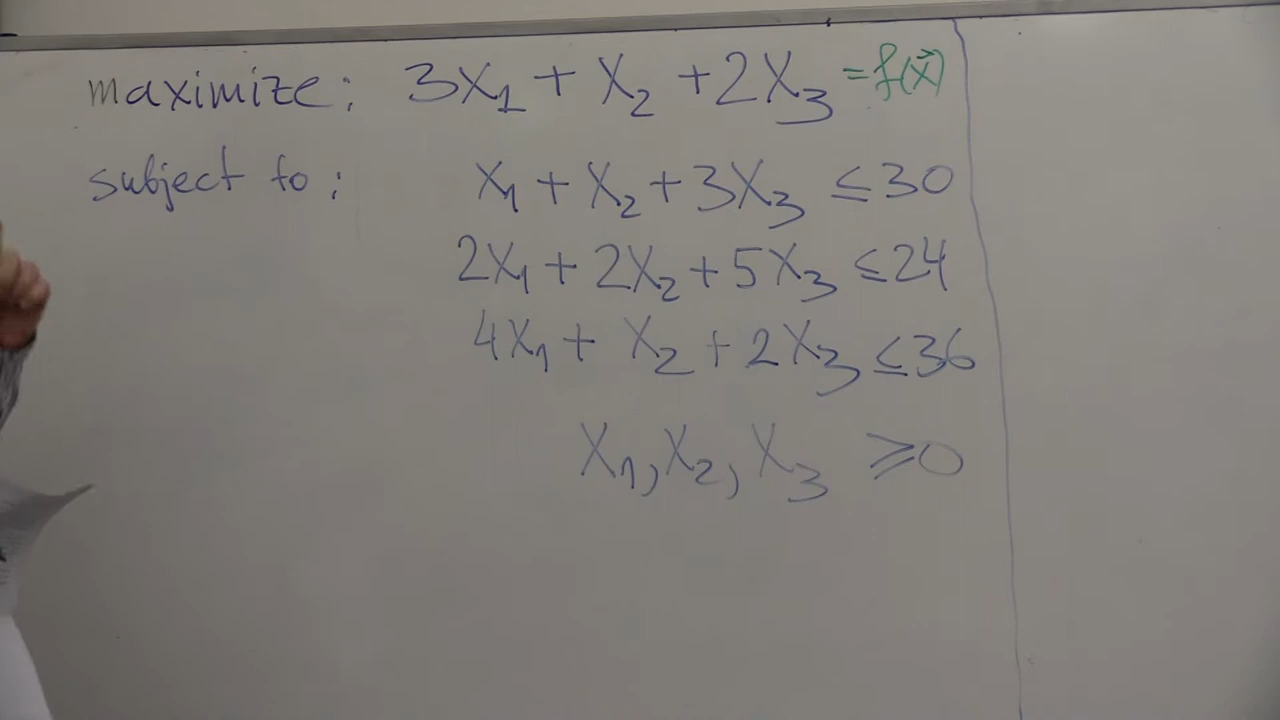 maximize: 3x₁ + x₂ + 2x₃ = f(x⃗)
subject to: x₁ + x₂ + 3x₃ ≤ 30
2x₁ + 2x₂ + 5x₃ ≤ 24
4x₁ + x₂ + 2x₃ ≤ 36
x₁, x₂, x₃ ≥ 0